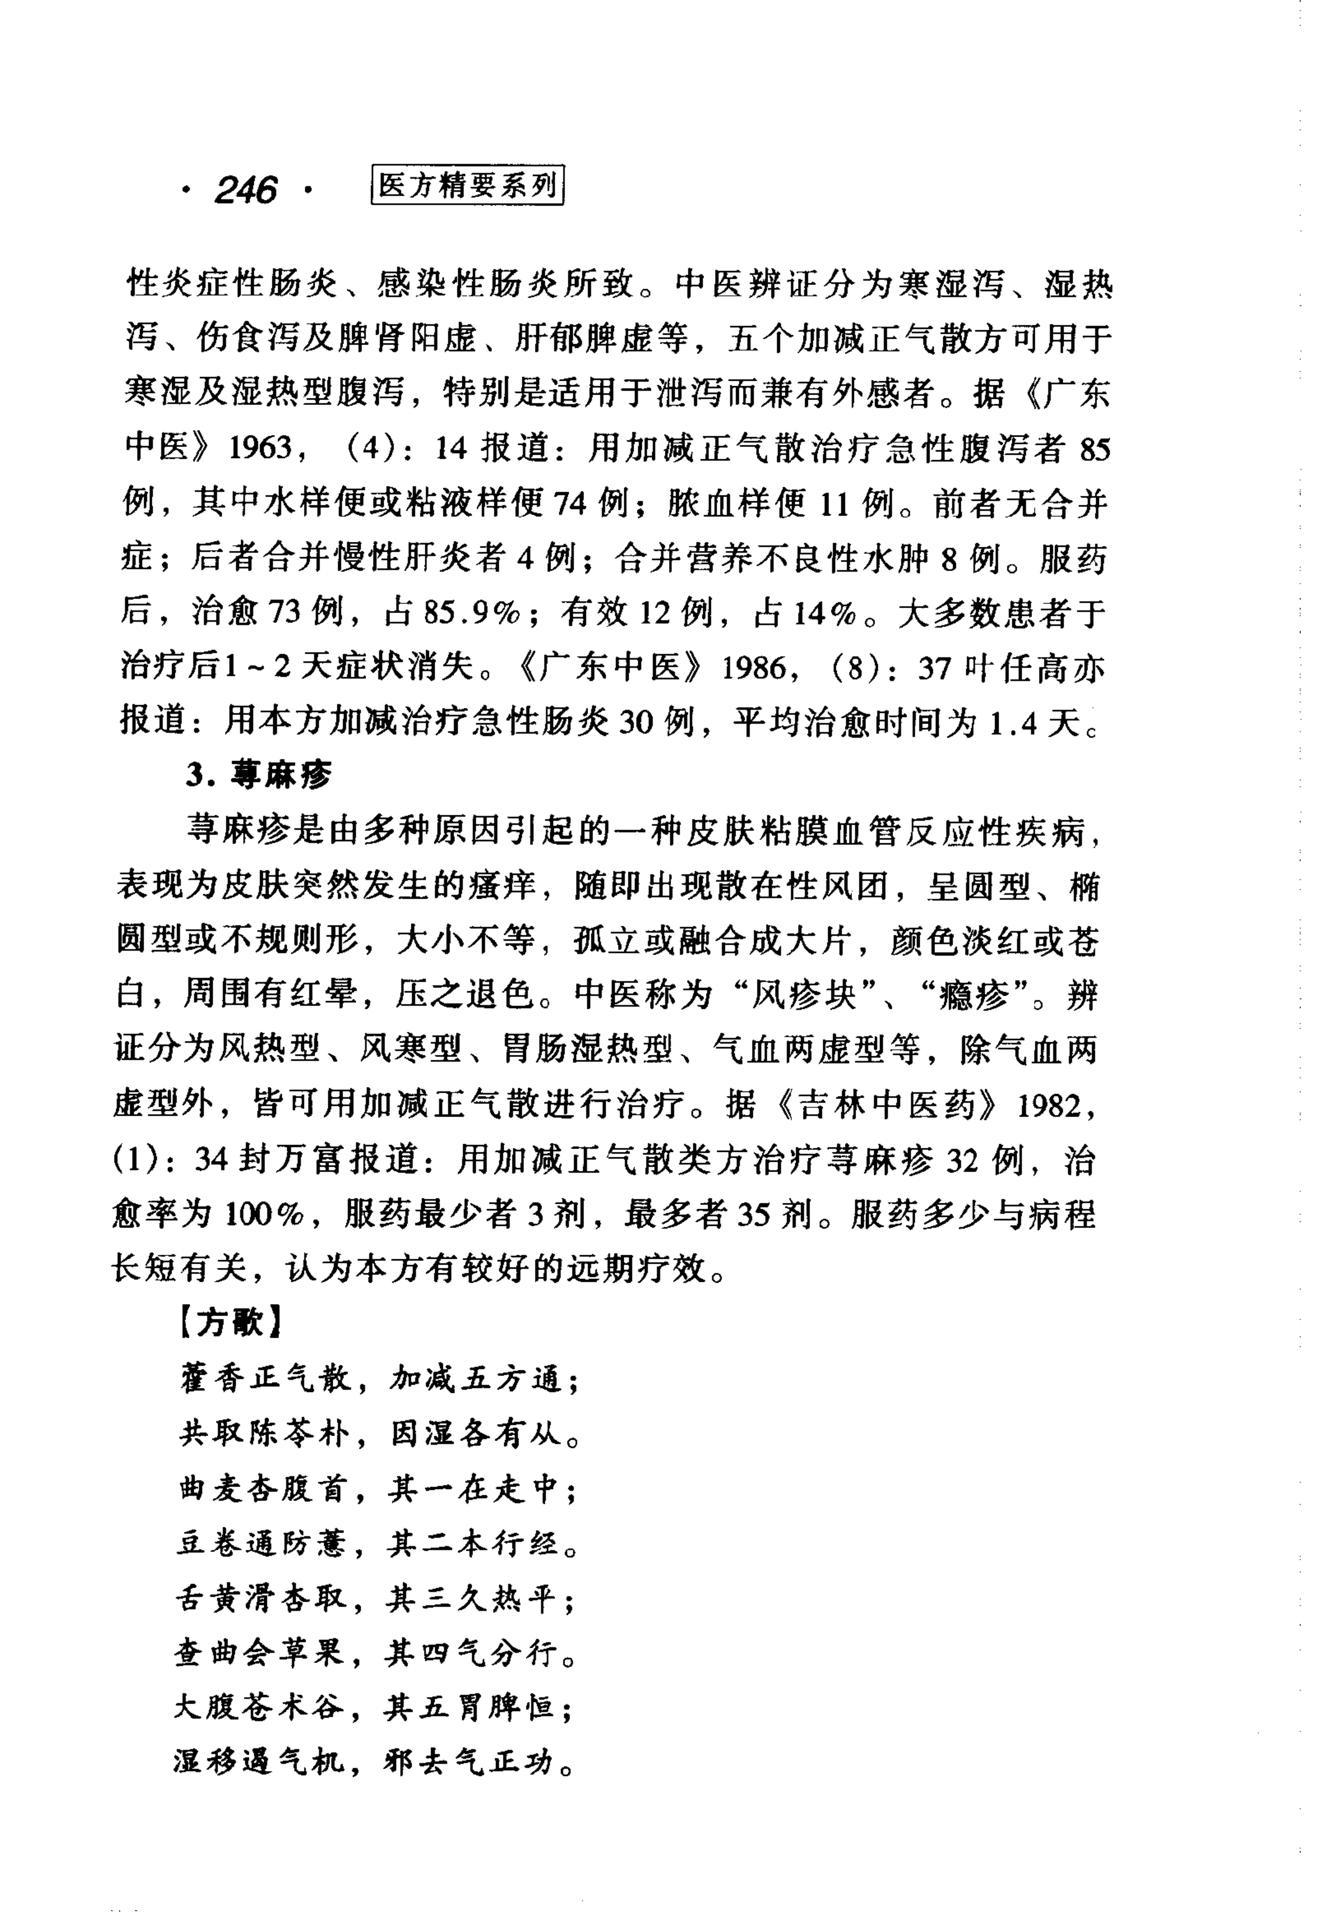 · 246 · 医方精要系列
性炎症性肠炎、感染性肠炎所致。中医辨证分为寒湿泻、湿热
泻、伤食泻及脾肾阳虚、肝郁脾虚等，五个加减正气散方可用于
寒湿及湿热型腹泻，特别是适用于泄泻而兼有外感者。据《广东
中医》1963，（4）：14 报道：用加减正气散治疗急性腹泻者 85
例，其中水样便或粘液样便 74 例；脓血样便 11 例。前者无合并
症；后者合并慢性肝炎者 4 例；合并营养不良性水肿 8 例。服药
后，治愈 73 例，占 85.9%；有效 12 例，占 14%。大多数患者于
治疗后1~2 天症状消失。《广东中医》1986，（8）：37 叶任高亦
报道：用本方加减治疗急性肠炎 30 例，平均治愈时间为 1.4 天。
3. 荨麻疹
荨麻疹是由多种原因引起的一种皮肤粘膜血管反应性疾病，
表现为皮肤突然发生的瘙痒，随即出现散在性风团，呈圆型、椭
圆型或不规则形，大小不等，孤立或融合成大片，颜色淡红或苍
白，周围有红晕，压之退色。中医称为“风疹块”、“瘾疹”。辨
证分为风热型、风寒型、胃肠湿热型、气血两虚型等，除气血两
虚型外，皆可用加减正气散进行治疗。据《吉林中医药》1982，
（1）：34 封万富报道：用加减正气散类方治疗荨麻疹 32 例，治
愈率为 100%，服药最少者 3 剂，最多者 35 剂。服药多少与病程
长短有关，认为本方有较好的远期疗效。
【方歌】
藿香正气散，加减五方通；
共取陈苓朴，因湿各有从。
曲麦杏腹首，其一在走中；
豆卷通防薏，其二本行经。
舌黄滑杏取，其三久热平；
查曲会草果，其四气分行。
大腹苍术谷，其五胃脾恒；
湿移遏气机，邪去气正功。